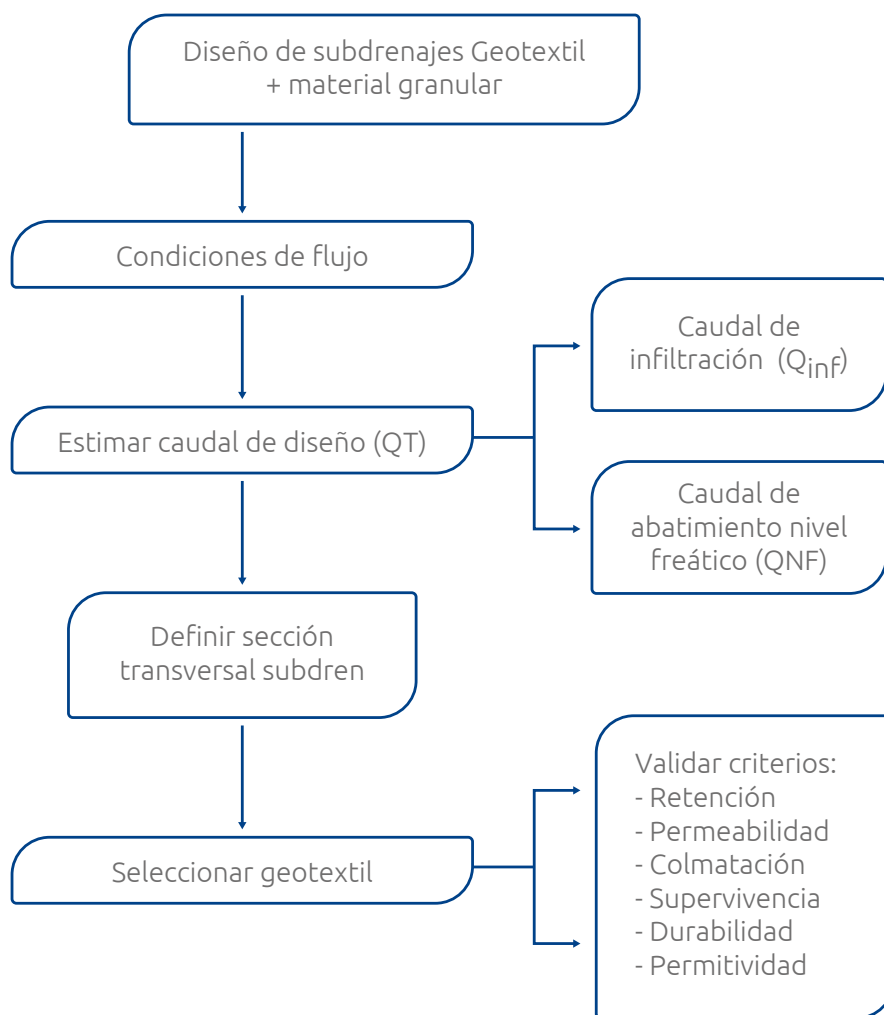 Diseño de subdrenajes Geotextil
+ material granular
Condiciones de flujo
Estimar caudal de diseño (QT)
Caudal de
infiltración (Qinf)
Caudal de
abatimiento nivel
freático (QNF)
Definir sección
transversal subdren
Seleccionar geotextil
Validar criterios:
- Retención
- Permeabilidad
- Colmatación
- Supervivencia
- Durabilidad
- Permitividad